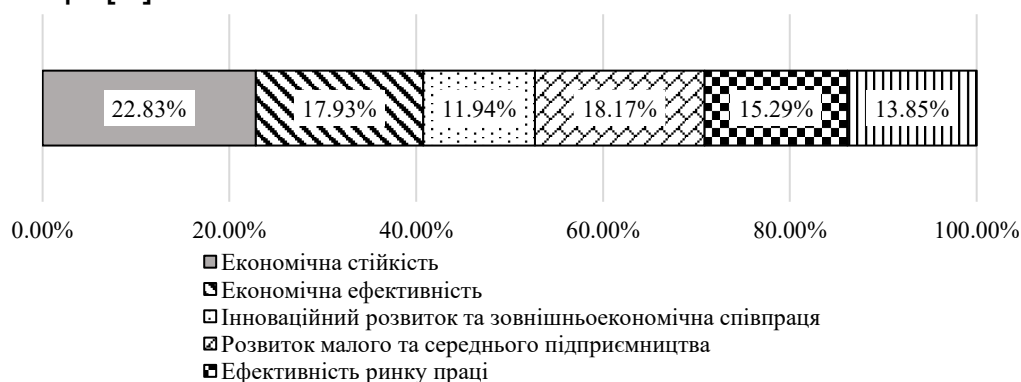 22.83%
17.93%
11.94%
18.17%
15.29%
13.85%
0.00%
20.00%
40.00%
60.00%
80.00%
100.00%
Економічна стійкість
Економічна ефективність
Інноваційний розвиток та зовнішньоекономічна співпраця
Розвиток малого та середнього підприємництва
Ефективність ринку праці